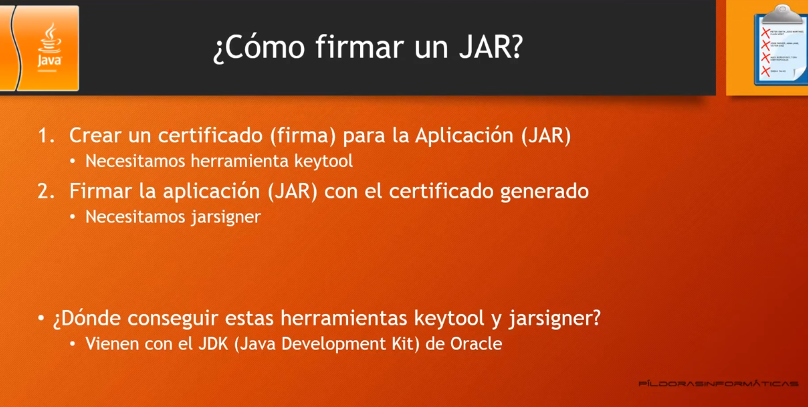 Java
¿Cómo firmar un JAR?
1. Crear un certificado (firma) para la Aplicación (JAR)
• Necesitamos herramienta keytool
2. Firmar la aplicación (JAR) con el certificado generado
• Necesitamos jarsigner
• ¿Dónde conseguir estas herramientas keytool y jarsigner?
• Vienen con el JDK (Java Development Kit) de Oracle
PÍLDORASINFORMÁTICAS